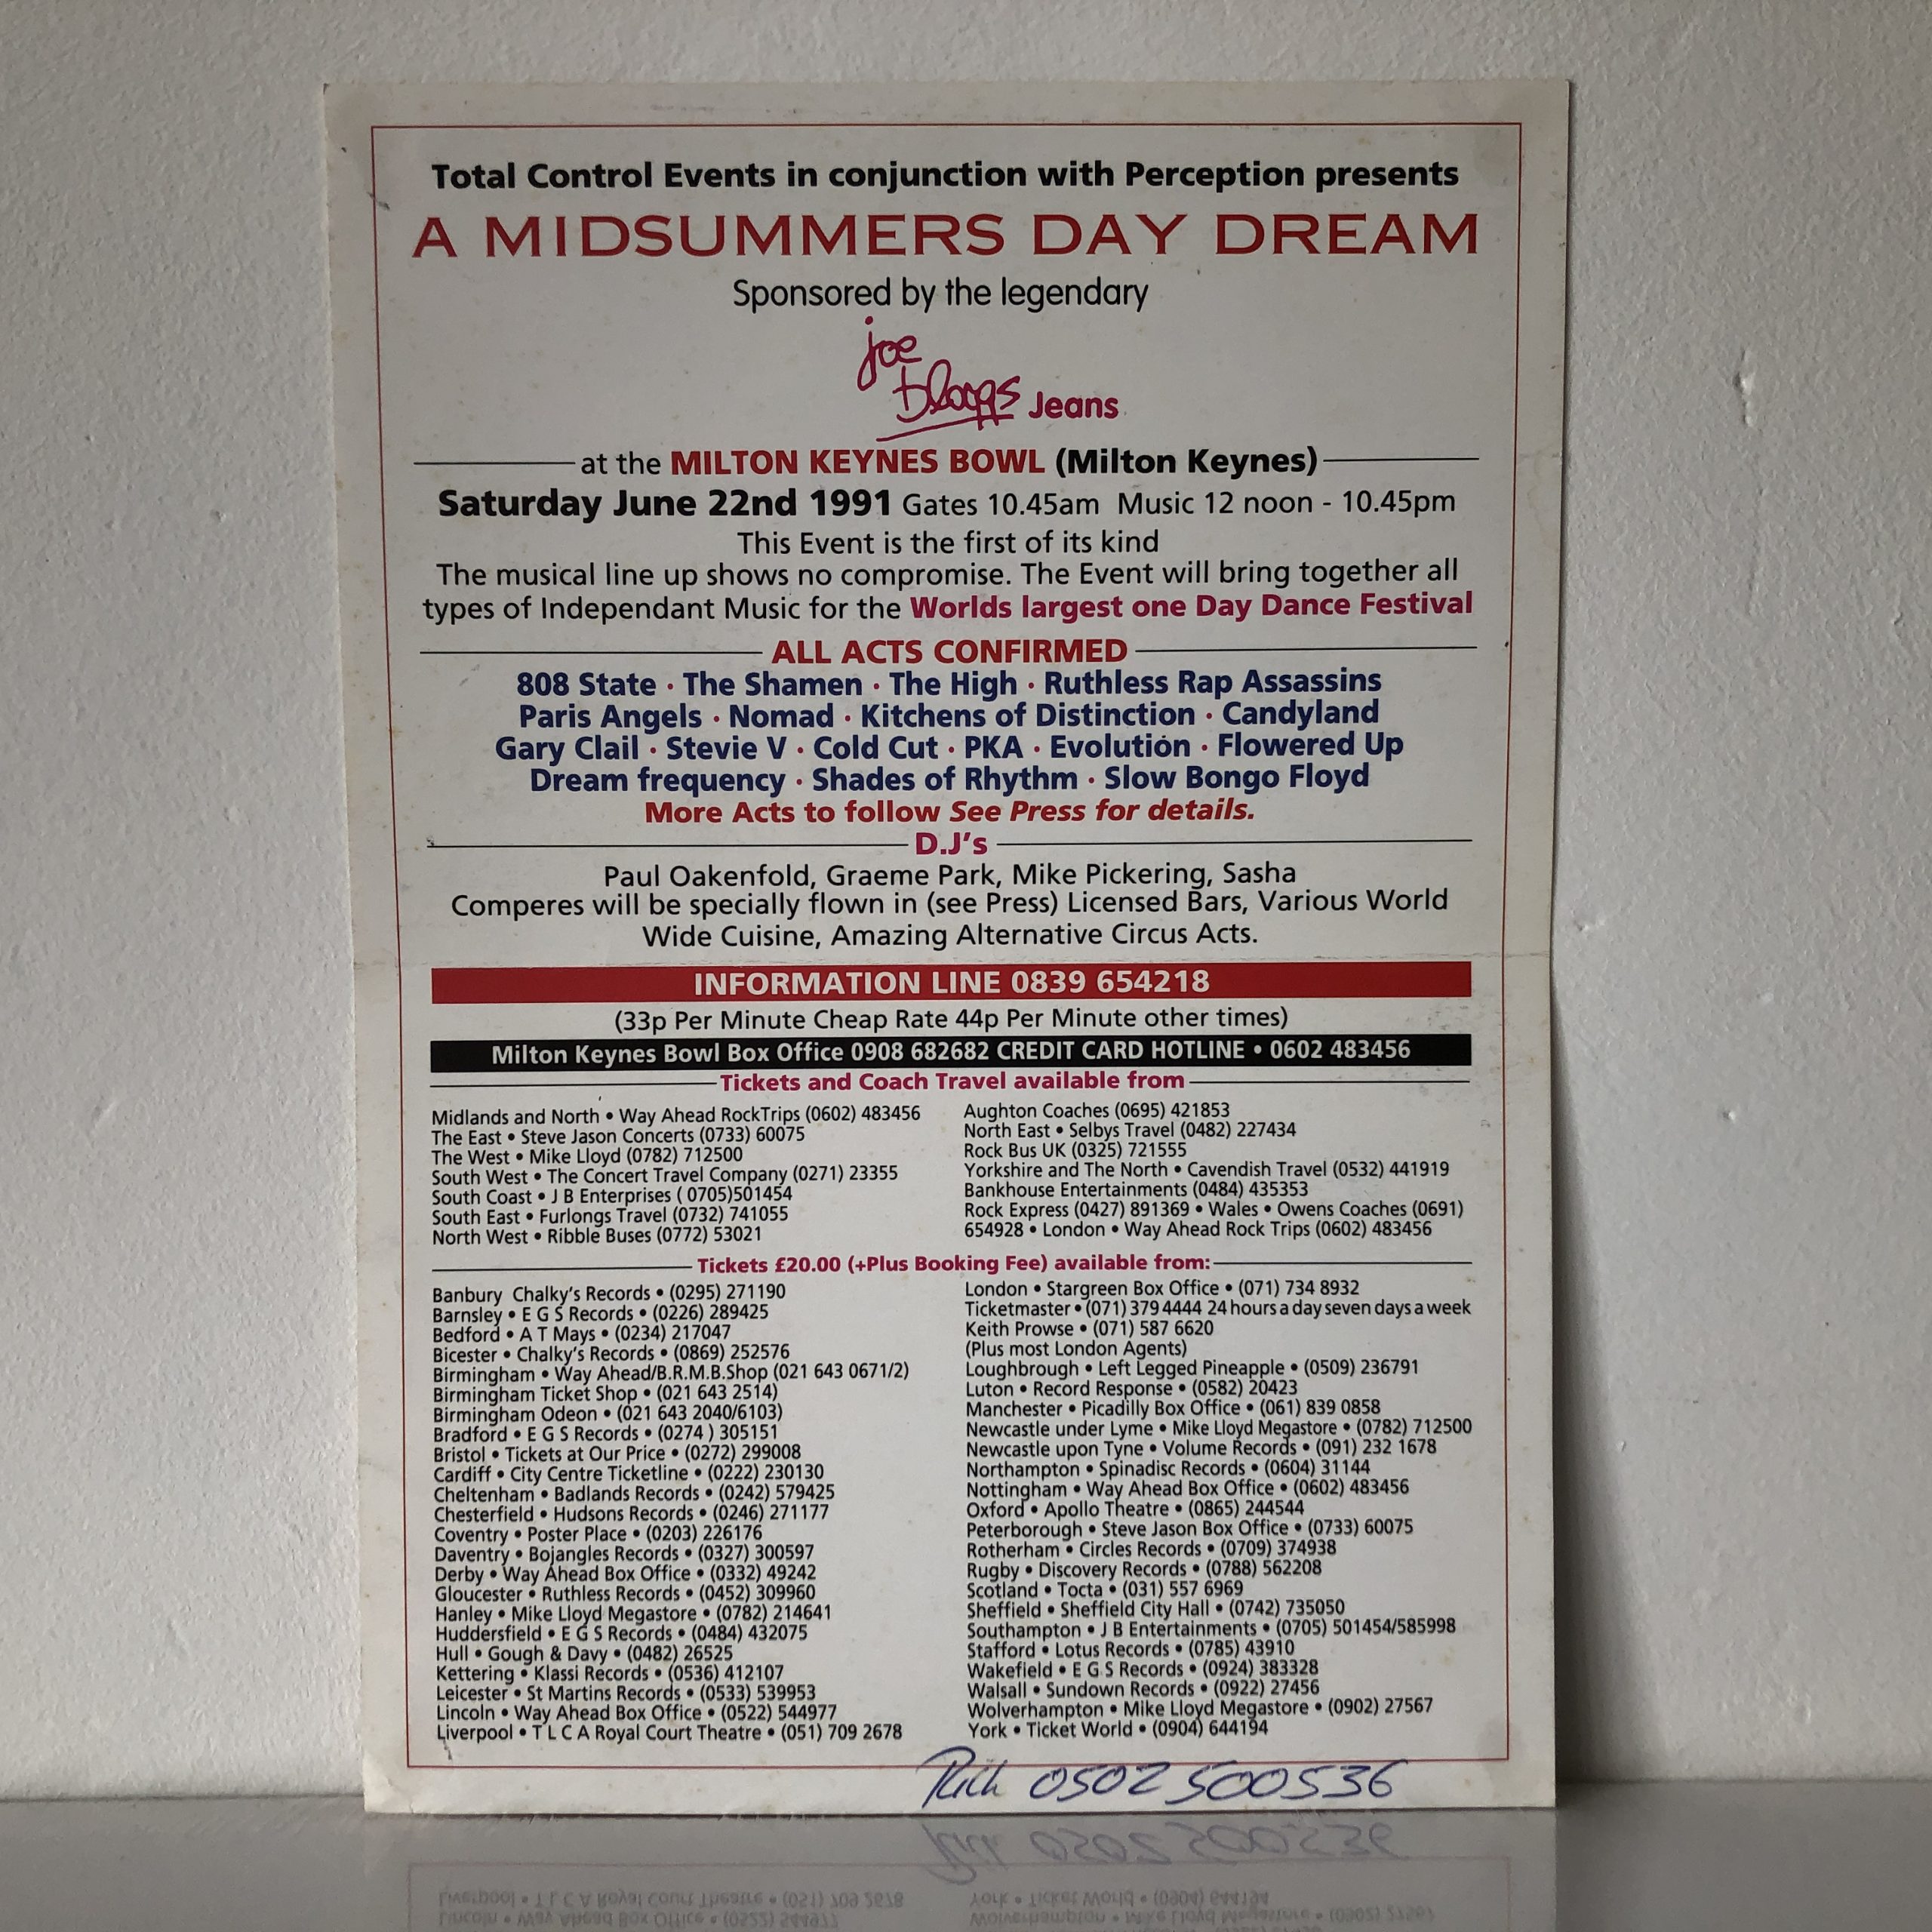 Total Control Events in conjunction with Perception presents
A MIDSUMMERS DAY DREAM
Sponsored by the legendary
joe
bloggs Jeans
at the MILTON KEYNES BOWL (Milton Keynes)
Saturday June 22nd 1991 Gates 10.45am Music 12 noon - 10.45pm
This Event is the first of its kind
The musical line up shows no compromise. The Event will bring together all
types of Independant Music for the Worlds largest one Day Dance Festival
ALL ACTS CONFIRMED
808 State · The Shamen · The High · Ruthless Rap Assassins
Paris Angels · Nomad · Kitchens of Distinction · Candyland
Gary Clail · Stevie V · Cold Cut · PKA · Evolution · Flowered Up
Dream frequency · Shades of Rhythm · Slow Bongo Floyd
More Acts to follow See Press for details.
D.J's
Paul Oakenfold, Graeme Park, Mike Pickering, Sasha
Comperes will be specially flown in (see Press) Licensed Bars, Various World
Wide Cuisine, Amazing Alternative Circus Acts.
INFORMATION LINE 0839 654218
(33p Per Minute Cheap Rate 44p Per Minute other times)
Milton Keynes Bowl Box Office 0908 682682 CREDIT CARD HOTLINE • 0602 483456
Tickets and Coach Travel available from
Midlands and North • Way Ahead RockTrips (0602) 483456
The East • Steve Jason Concerts (0733) 60075
The West • Mike Lloyd (0782) 712500
South West • The Concert Travel Company (0271) 23355
South Coast • J B Enterprises ( 0705)501454
South East • Furlongs Travel (0732) 741055
North West • Ribble Buses (0772) 53021
Aughton Coaches (0695) 421853
North East • Selbys Travel (0482) 227434
Rock Bus UK (0325) 721555
Yorkshire and The North • Cavendish Travel (0532) 441919
Bankhouse Entertainments (0484) 435353
Rock Express (0427) 891369 • Wales • Owens Coaches (0691)
654928 • London • Way Ahead Rock Trips (0602) 483456
Tickets £20.00 (+Plus Booking Fee) available from:
Banbury Chalky's Records • (0295) 271190
Barnsley • E G S Records • (0226) 289425
Bedford • A T Mays • (0234) 217047
Bicester • Chalky's Records • (0869) 252576
Birmingham • Way Ahead/B.R.M.B.Shop (021 643 0671/2)
Birmingham Ticket Shop • (021 643 2514)
Birmingham Odeon • (021 643 2040/6103)
Bradford • E G S Records • (0274 ) 305151
Bristol • Tickets at Our Price • (0272) 299008
Cardiff • City Centre Ticketline • (0222) 230130
Cheltenham • Badlands Records • (0242) 579425
Chesterfield • Hudsons Records • (0246) 271177
Coventry • Poster Place • (0203) 226176
Daventry • Bojangles Records • (0327) 300597
Derby • Way Ahead Box Office • (0332) 49242
Gloucester • Ruthless Records • (0452) 309960
Hanley • Mike Lloyd Megastore • (0782) 214641
Huddersfield • E G S Records • (0484) 432075
Hull • Gough & Davy • (0482) 26525
Kettering • Klassi Records • (0536) 412107
Leicester • St Martins Records • (0533) 539953
Lincoln • Way Ahead Box Office • (0522) 544977
Liverpool • T L C A Royal Court Theatre • (051) 709 2678
London • Stargreen Box Office • (071) 734 8932
Ticketmaster • (071) 379 4444 24 hours a day seven days a week
Keith Prowse • (071) 587 6620
(Plus most London Agents)
Loughbrough • Left Legged Pineapple • (0509) 236791
Luton • Record Response • (0582) 20423
Manchester • Picadilly Box Office • (061) 839 0858
Newcastle under Lyme • Mike Lloyd Megastore • (0782) 712500
Newcastle upon Tyne • Volume Records • (091) 232 1678
Northampton • Spinadisc Records • (0604) 31144
Nottingham • Way Ahead Box Office • (0602) 483456
Oxford • Apollo Theatre • (0865) 244544
Peterborough • Steve Jason Box Office • (0733) 60075
Rotherham • Circles Records • (0709) 374938
Rugby • Discovery Records • (0788) 562208
Scotland • Tocta • (031) 557 6969
Sheffield • Sheffield City Hall • (0742) 735050
Southampton • J B Entertainments • (0705) 501454/585998
Stafford • Lotus Records • (0785) 43910
Wakefield • E G S Records • (0924) 383328
Walsall • Sundown Records • (0922) 27456
Wolverhampton • Mike Lloyd Megastore • (0902) 27567
York • Ticket World • (0904) 644194
Rich 0502 500536